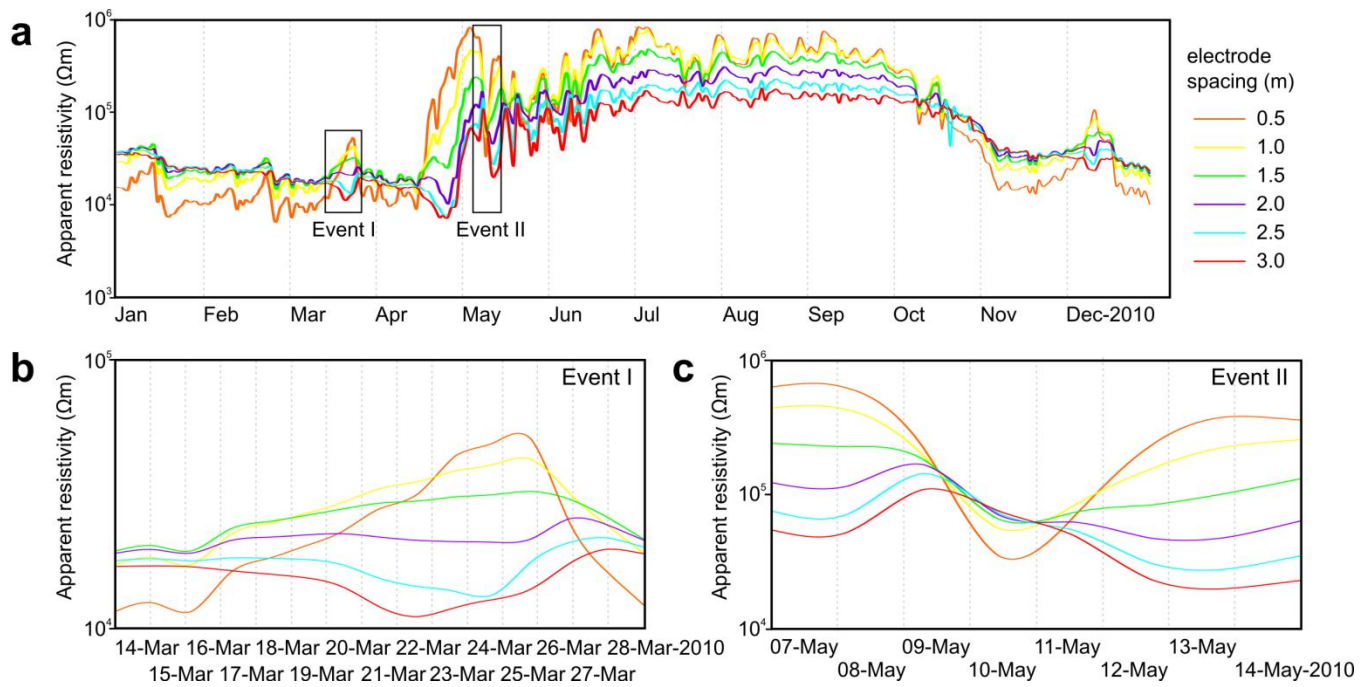 a
Apparent resistivity (Ωm)
10⁶
10⁵
10⁴
10³
Jan Feb Mar Apr May Jun Jul Aug Sep Oct Nov Dec-2010
Event I
Event II
electrode
spacing (m)
0.5
1.0
1.5
2.0
2.5
3.0
b
Apparent resistivity (Ωm)
10⁵
10⁴
Event I
14-Mar 16-Mar 18-Mar 20-Mar 22-Mar 24-Mar 26-Mar 28-Mar-2010
15-Mar 17-Mar 19-Mar 21-Mar 23-Mar 25-Mar 27-Mar
c
Apparent resistivity (Ωm)
10⁶
10⁵
10⁴
Event II
07-May 09-May 11-May 13-May
08-May 10-May 12-May 14-May-2010